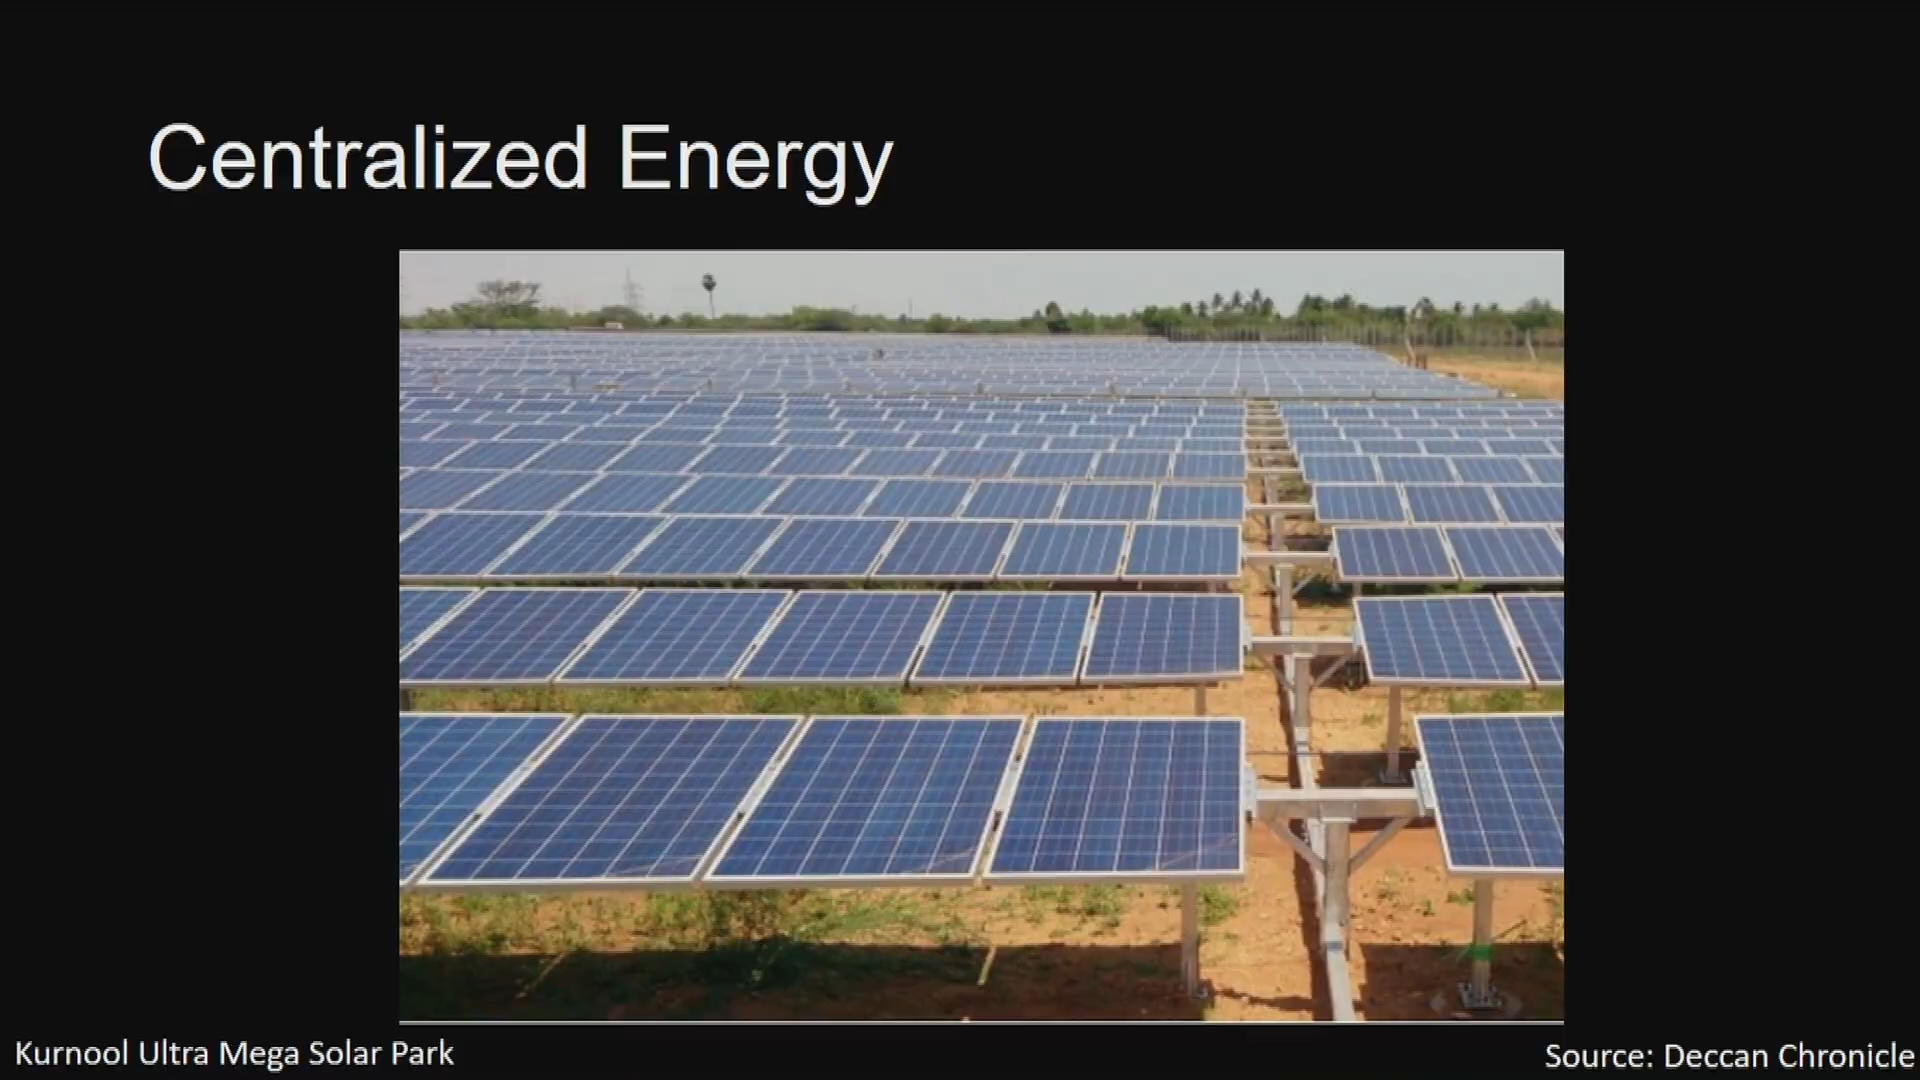 Centralized Energy
Kurnool Ultra Mega Solar Park
Source: Deccan Chronicle